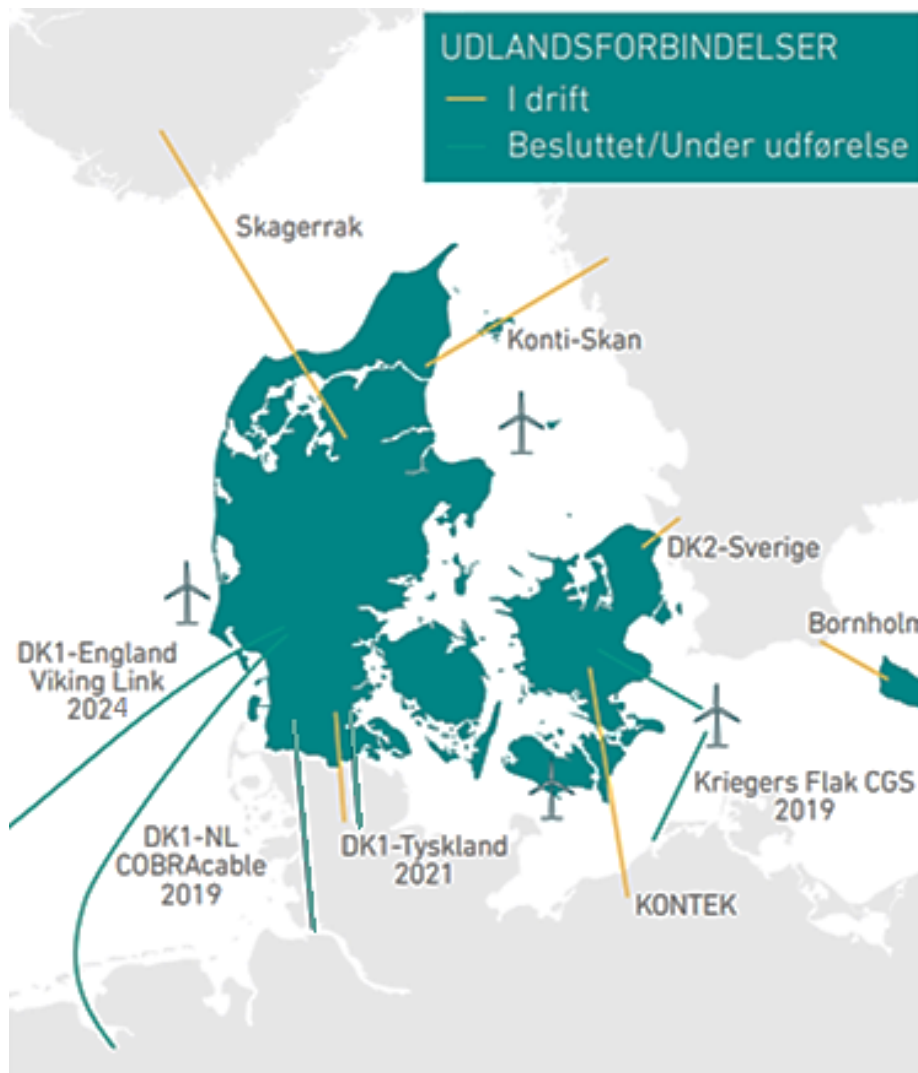 UDLANDSFORBINDELSER
I drift
Besluttet/Under udførelse
Skagerrak
Konti-Skan
DK2-Sverige
Bornholm
DK1-England
Viking Link
2024
Kriegers Flak CGS
2019
DK1-NL
COBRAcable
2019
DK1-Tyskland
2021
KONTEK